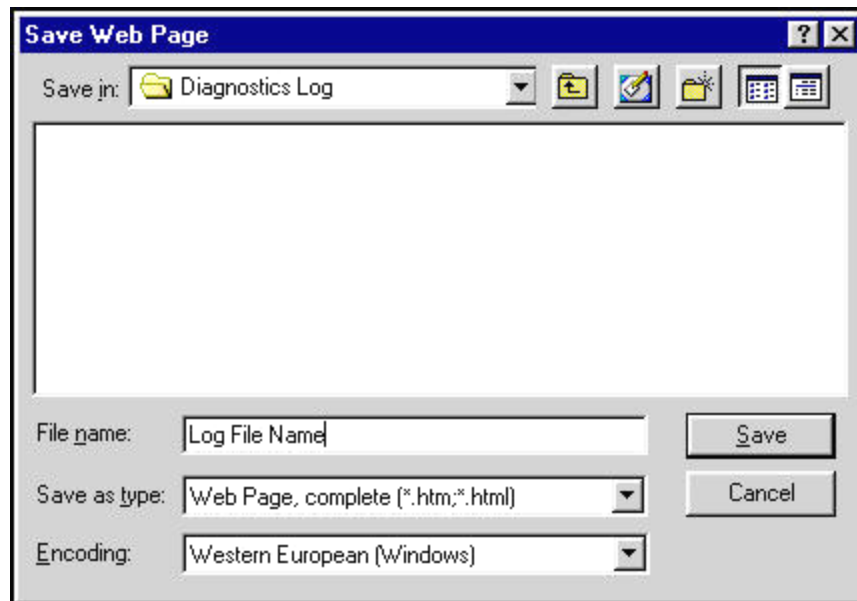 Save Web Page
Save in: Diagnostics Log
File name: Log File Name Save
Save as type: Web Page, complete (*.htm;*.html) Cancel
Encoding: Western European (Windows)